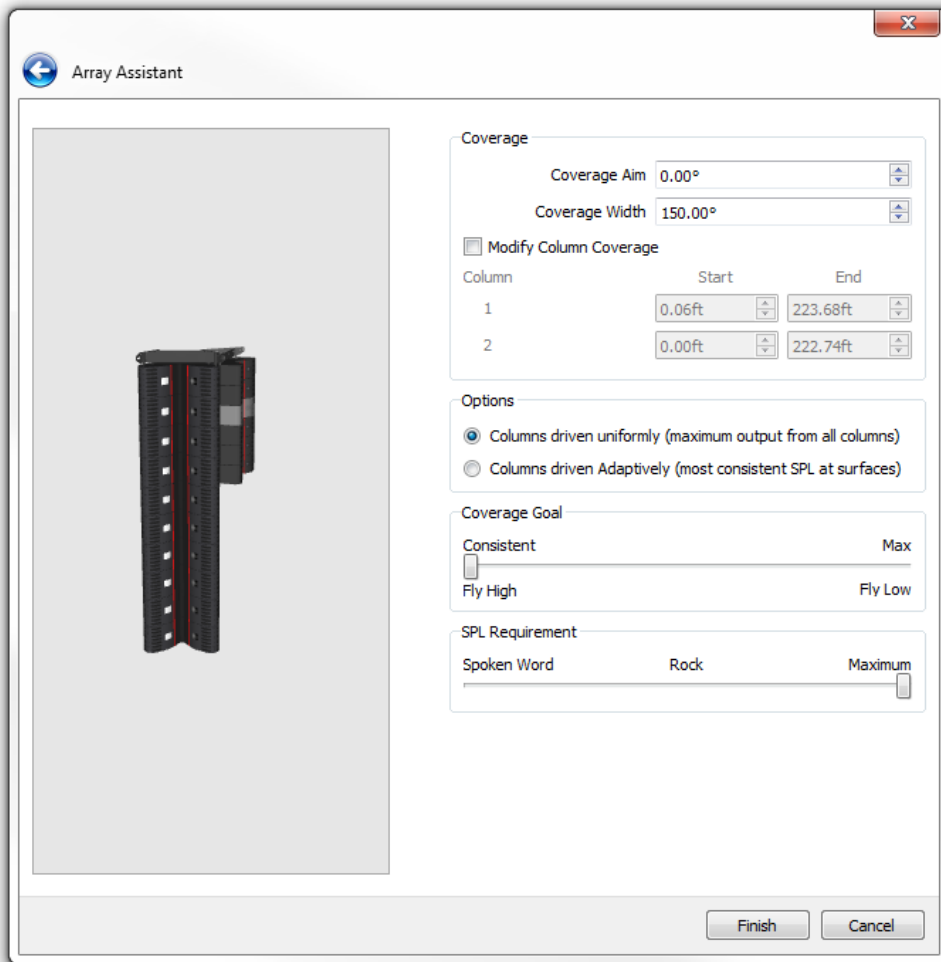 Array Assistant
Coverage
Coverage Aim 0.00°
Coverage Width 150.00°
Modify Column Coverage
Column Start End
1 0.06ft 223.68ft
2 0.00ft 222.74ft
Options
Columns driven uniformly (maximum output from all columns)
Columns driven Adaptively (most consistent SPL at surfaces)
Coverage Goal
Consistent Max
Fly High Fly Low
SPL Requirement
Spoken Word Rock Maximum
Finish Cancel